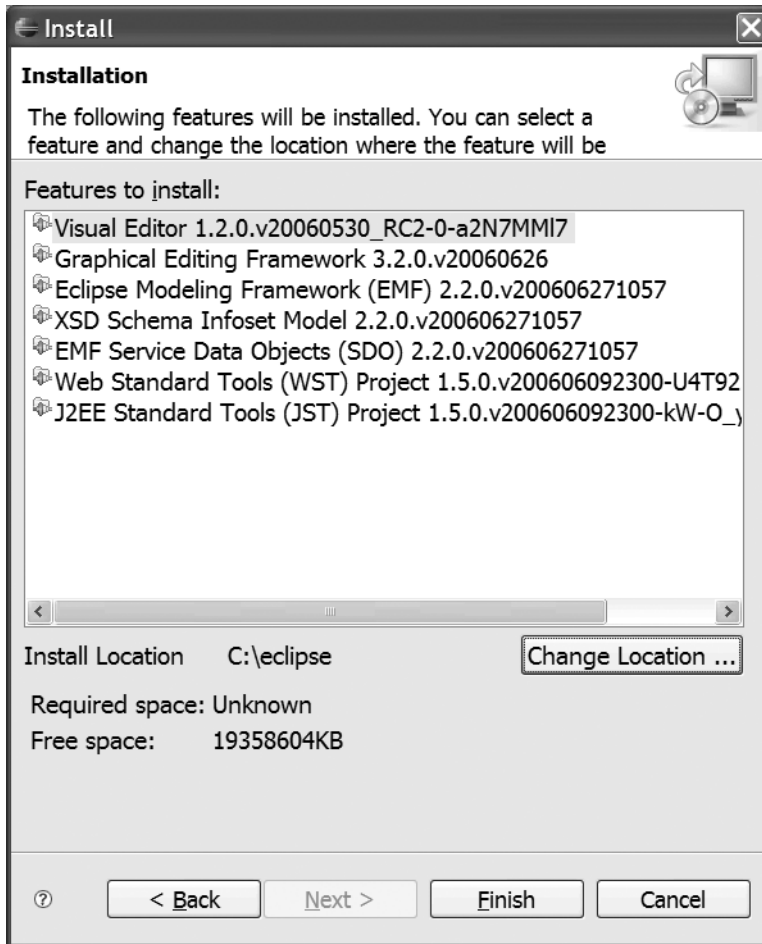 Install
Installation
The following features will be installed. You can select a
feature and change the location where the feature will be
Features to install:
Visual Editor 1.2.0.v20060530_RC2-0-a2N7MMl7
Graphical Editing Framework 3.2.0.v20060626
Eclipse Modeling Framework (EMF) 2.2.0.v200606271057
XSD Schema Infoset Model 2.2.0.v200606271057
EMF Service Data Objects (SDO) 2.2.0.v200606271057
Web Standard Tools (WST) Project 1.5.0.v200606092300-U4T92
J2EE Standard Tools (JST) Project 1.5.0.v200606092300-kW-O_y
Install Location C:\eclipse Change Location ...
Required space: Unknown
Free space: 19358604KB
? < Back Next > Finish Cancel